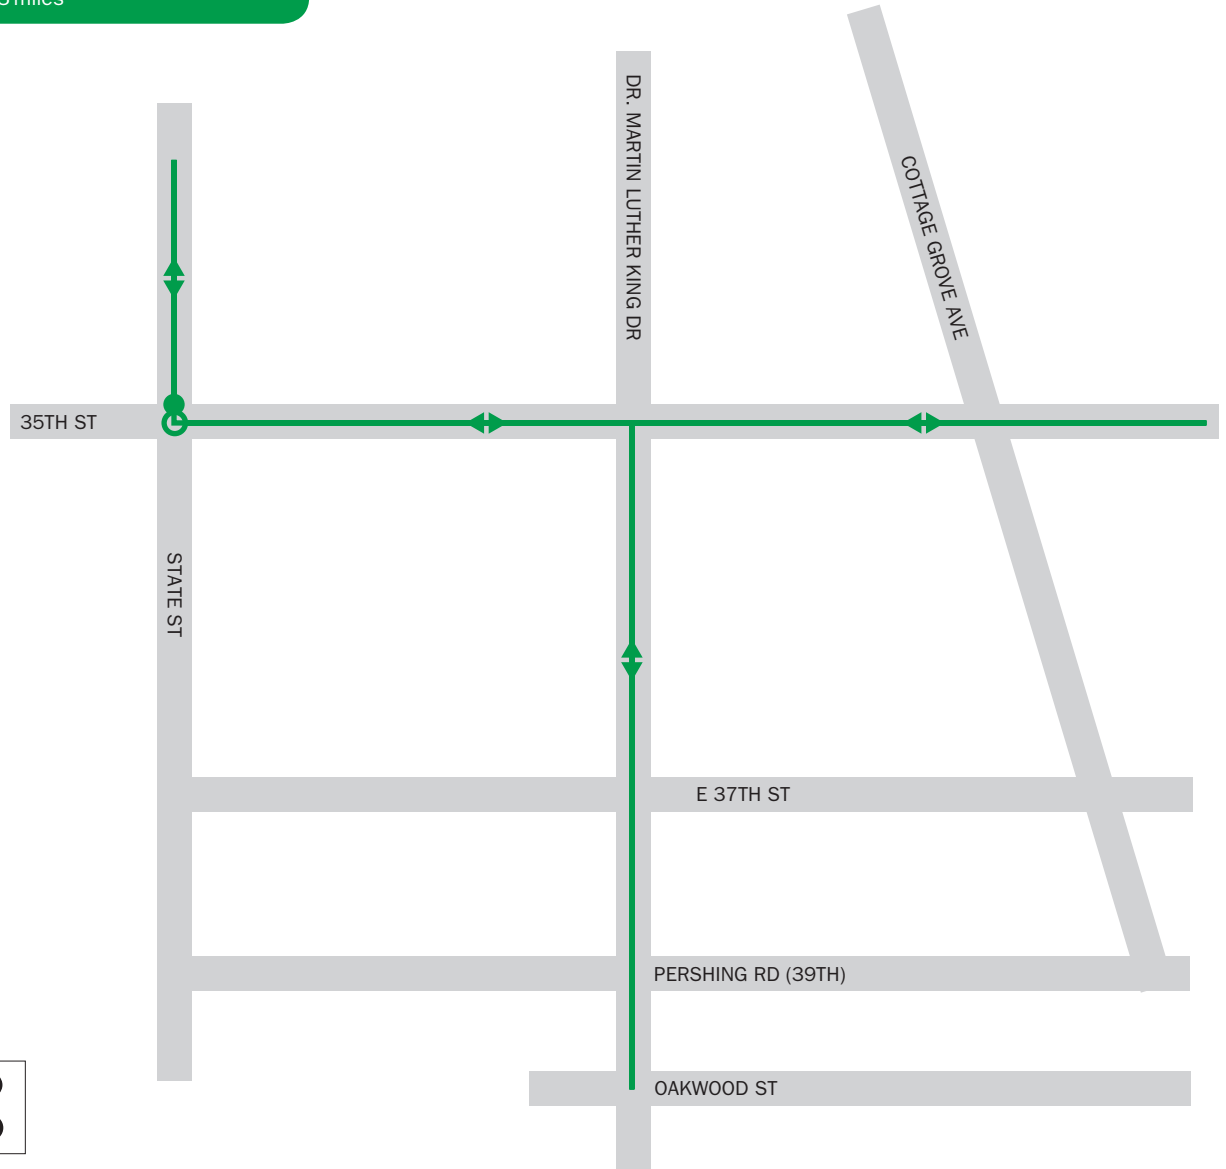 miles
DR. MARTIN LUTHER KING DR
COTTAGE GROVE AVE
35TH ST
STATE ST
E 37TH ST
PERSHING RD (39TH)
OAKWOOD ST